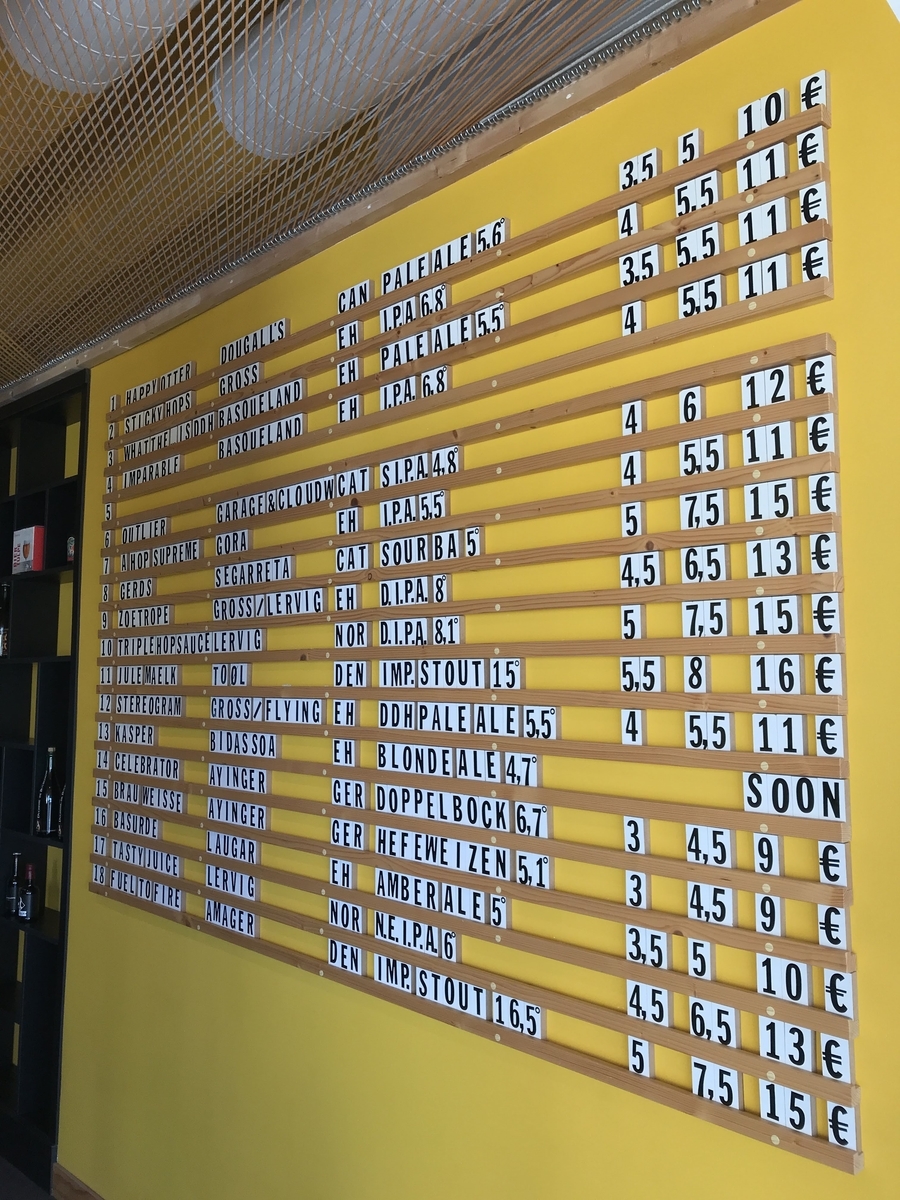 1 HAPPY OTTER DOUGALL'S CAN PALE ALE 5,6° 3,5 5 10 €
2 STICKY HOPS GROSS EH I.P.A. 6,8° 4 5,5 11 €
3 BASQUELAND EH PALE ALE 5,5° 3,5 5,5 11 €
4 IMPARABLE BASQUELAND EH I.P.A. 6,8° 4 5,5 11 €
5
6 OUTLIER GARAGE&CLOUDW CAT S.I.P.A. 4,8° 4 6 12 €
7 AIHOP SUPREME GORA EH I.P.A. 5,5° 4 5,5 11 €
8 GERDS SEGARRETA CAT SOUR BA 5° 5 7,5 15 €
9 ZOETROPE GROSS/LERVIG EH D.I.P.A. 8° 4,5 6,5 13 €
10 TRIPLE HOP SAUCE LERVIG NOR D.I.P.A. 8,1° 5 7,5 15 €
11 JULE MAELK TO ØL DEN IMP. STOUT 15° 5,5 8 16 €
12 STEREOGRAM GROSS/FLYING EH DDH PALE ALE 5,5° 4 5,5 11 €
13 KASPER BIDASSOA EH BLONDE ALE 4,7° SOON
14 CELEBRATOR AYINGER GER DOPPELBOCK 6,7° 3 4,5 9 €
15 BRAU WEISSE AYINGER GER HEFEWEIZEN 5,1° 3 4,5 9 €
16 BASURDE LAUGAR EH AMBER ALE 5° 3,5 5 10 €
17 TASTY JUICE LERVIG NOR N.E.I.P.A. 6° 4,5 6,5 13 €
18 FUEL TO FIRE AMAGER DEN IMP. STOUT 16,5° 5 7,5 15 €